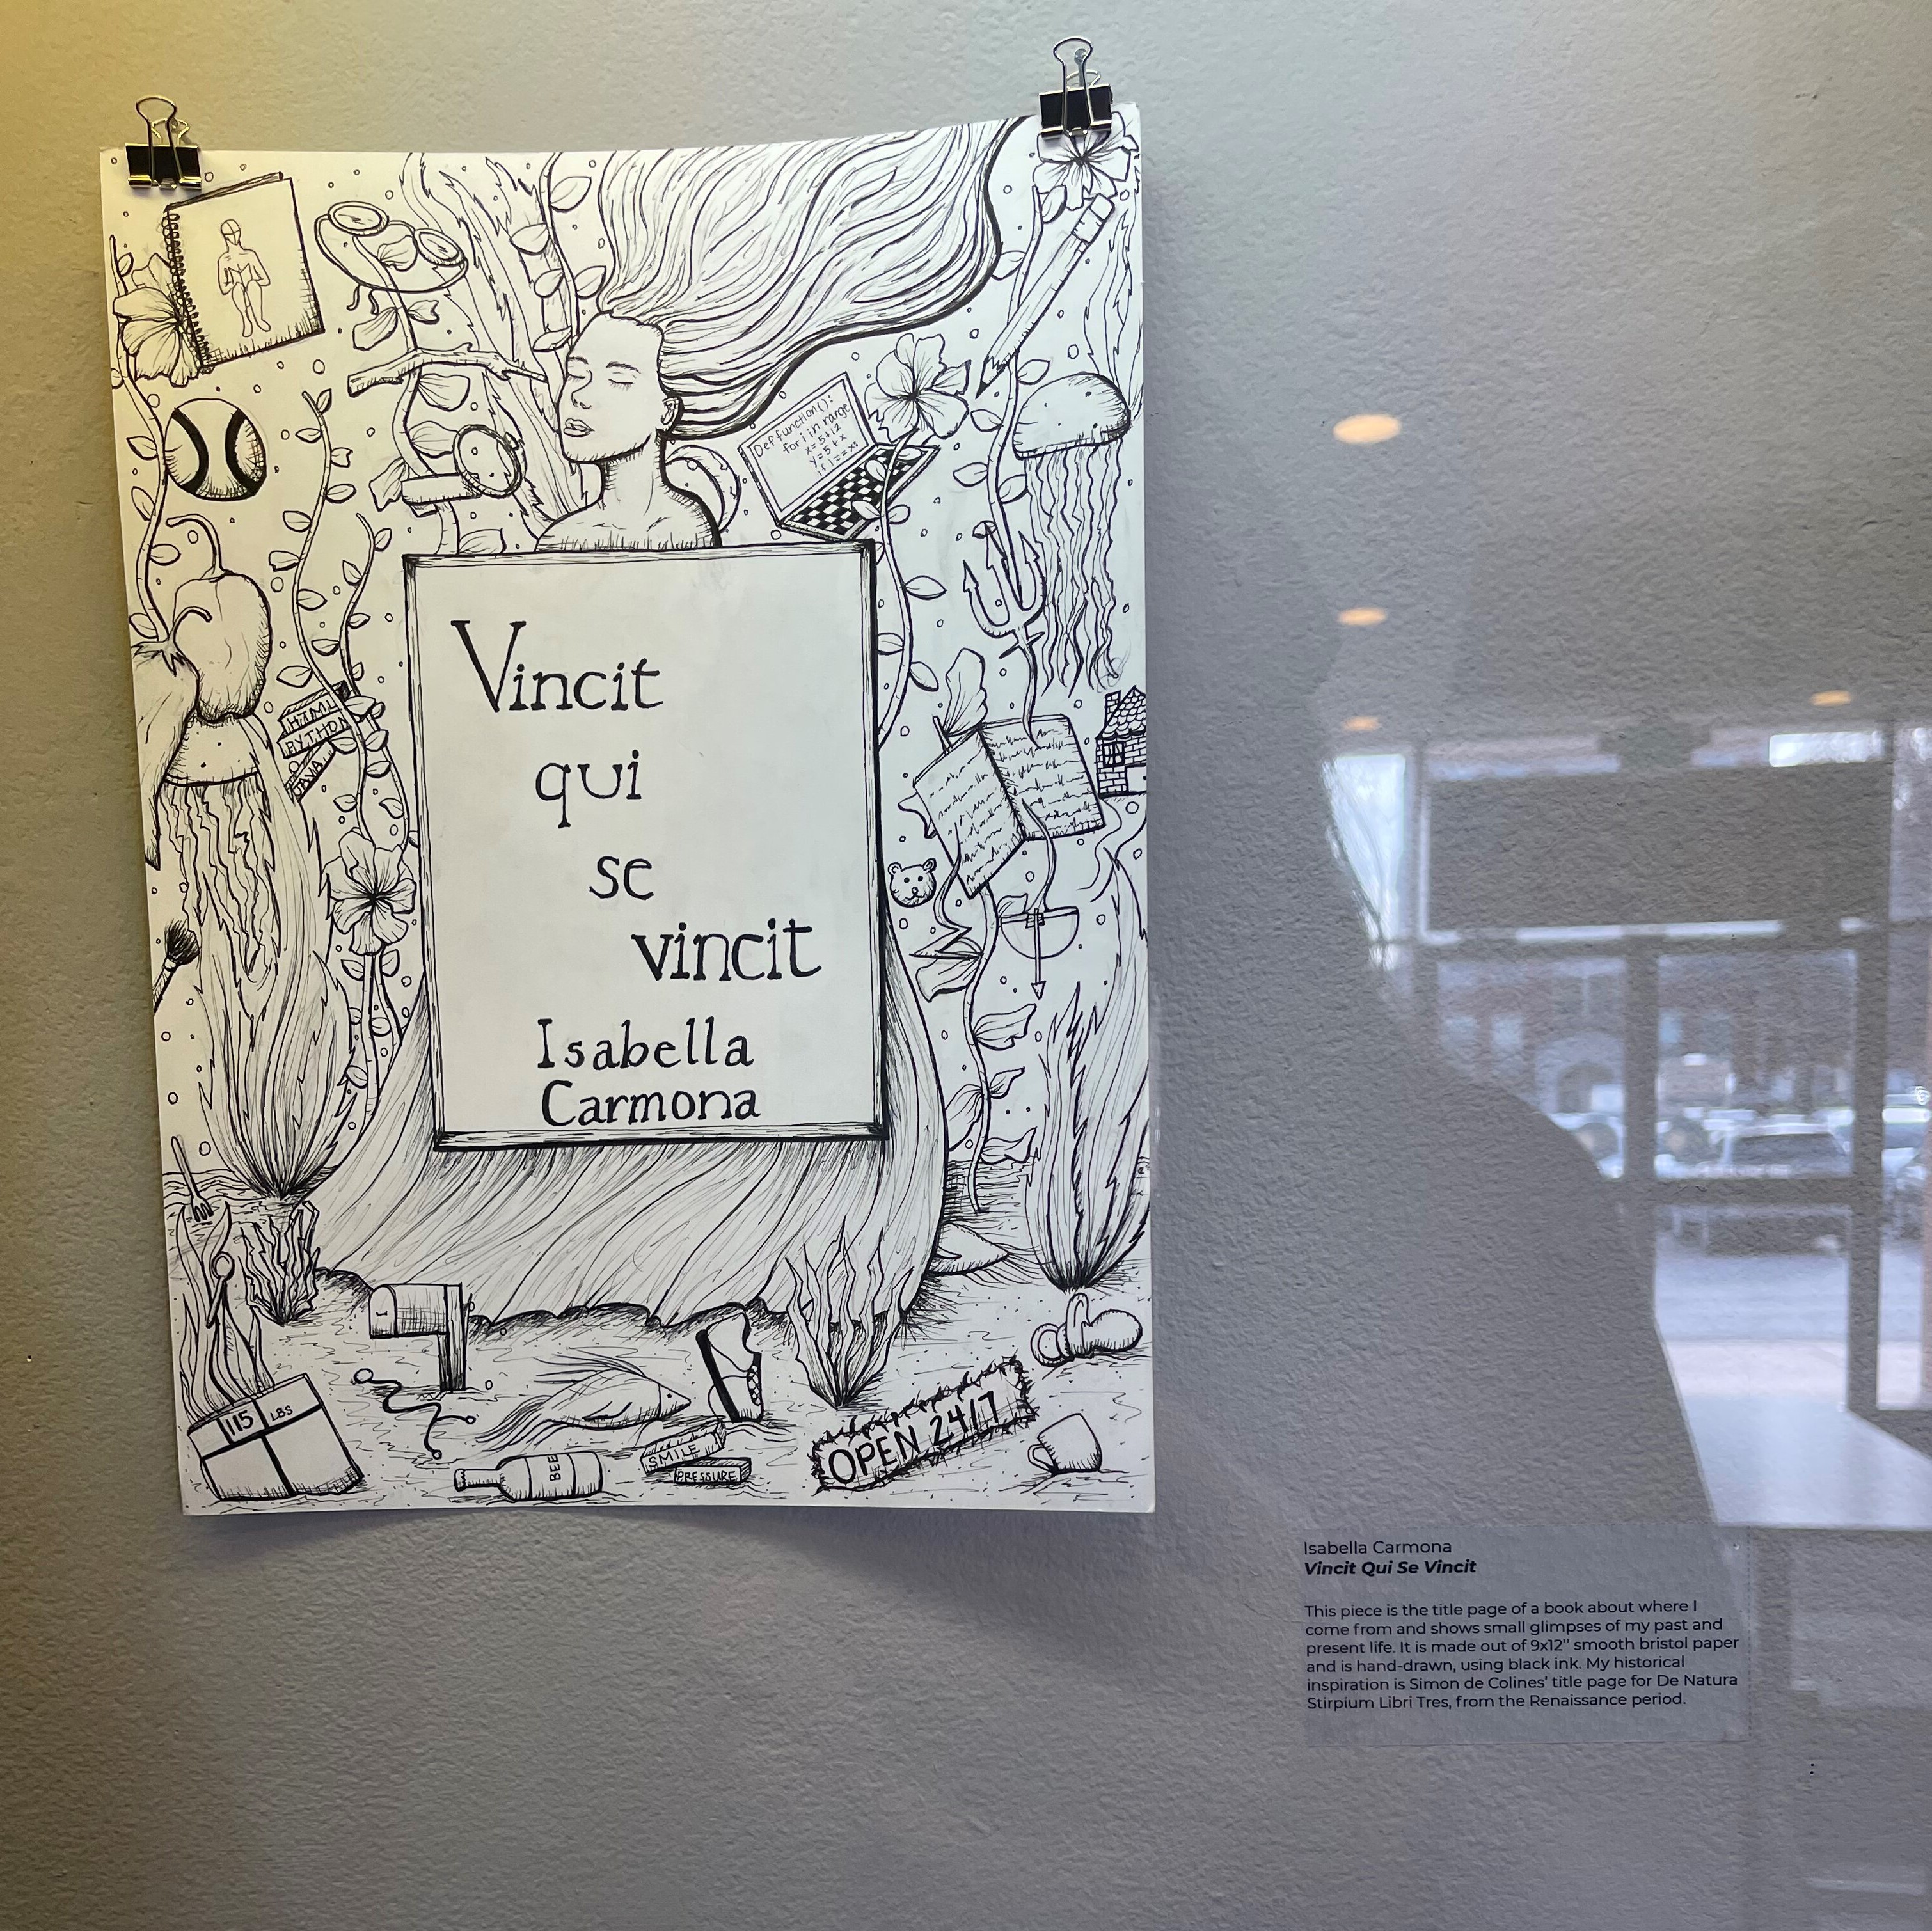 Def function():
for i in range
x=5+12
y=5+x
if i==x:
Vincit
qui
se
vincit
Isabella
Carmona
HTML
PYTHON
JAVA
115 LBS
BEE
SMILE
PRESSURE
OPEN 24/7
Isabella Carmona
Vincit Qui Se Vincit
This piece is the title page of a book about where I
come from and shows small glimpses of my past and
present life. It is made out of 9x12" smooth bristol paper
and is hand-drawn, using black ink. My historical
inspiration is Simon de Colines' title page for De Natura
Stirpium Libri Tres, from the Renaissance period.